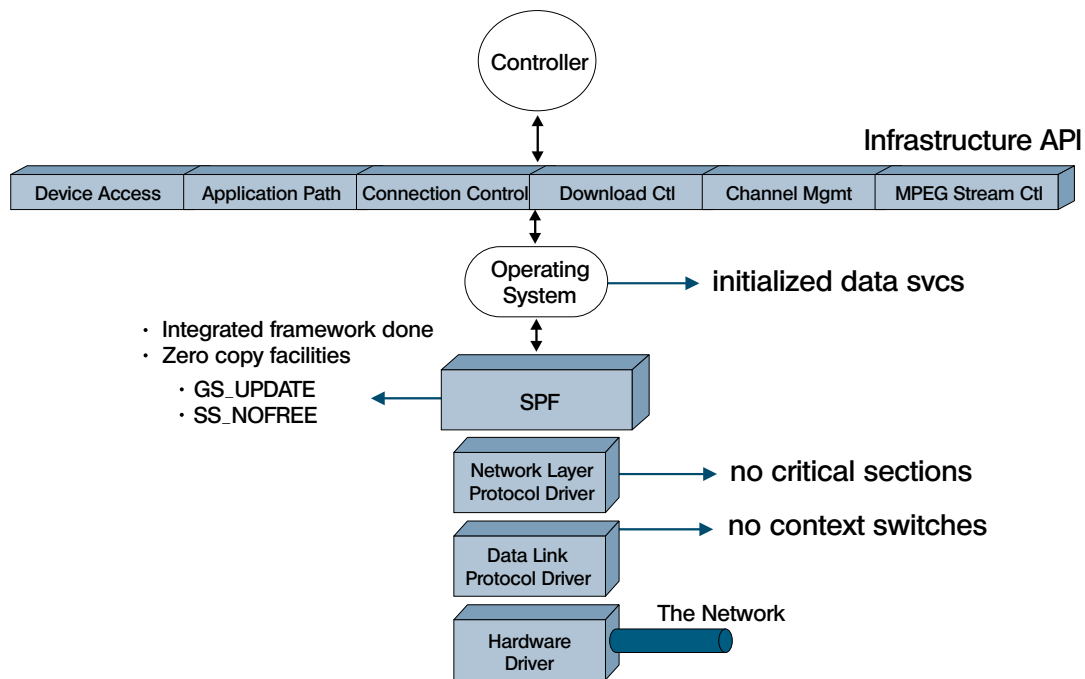 Controller
Infrastructure API
Device Access
Application Path
Connection Control
Download Ctl
Channel Mgmt
MPEG Stream Ctl
Operating
System
initialized data svcs
· Integrated framework done
· Zero copy facilities
· GS_UPDATE
· SS_NOFREE
SPF
Network Layer
Protocol Driver
no critical sections
no context switches
Data Link
Protocol Driver
The Network
Hardware
Driver